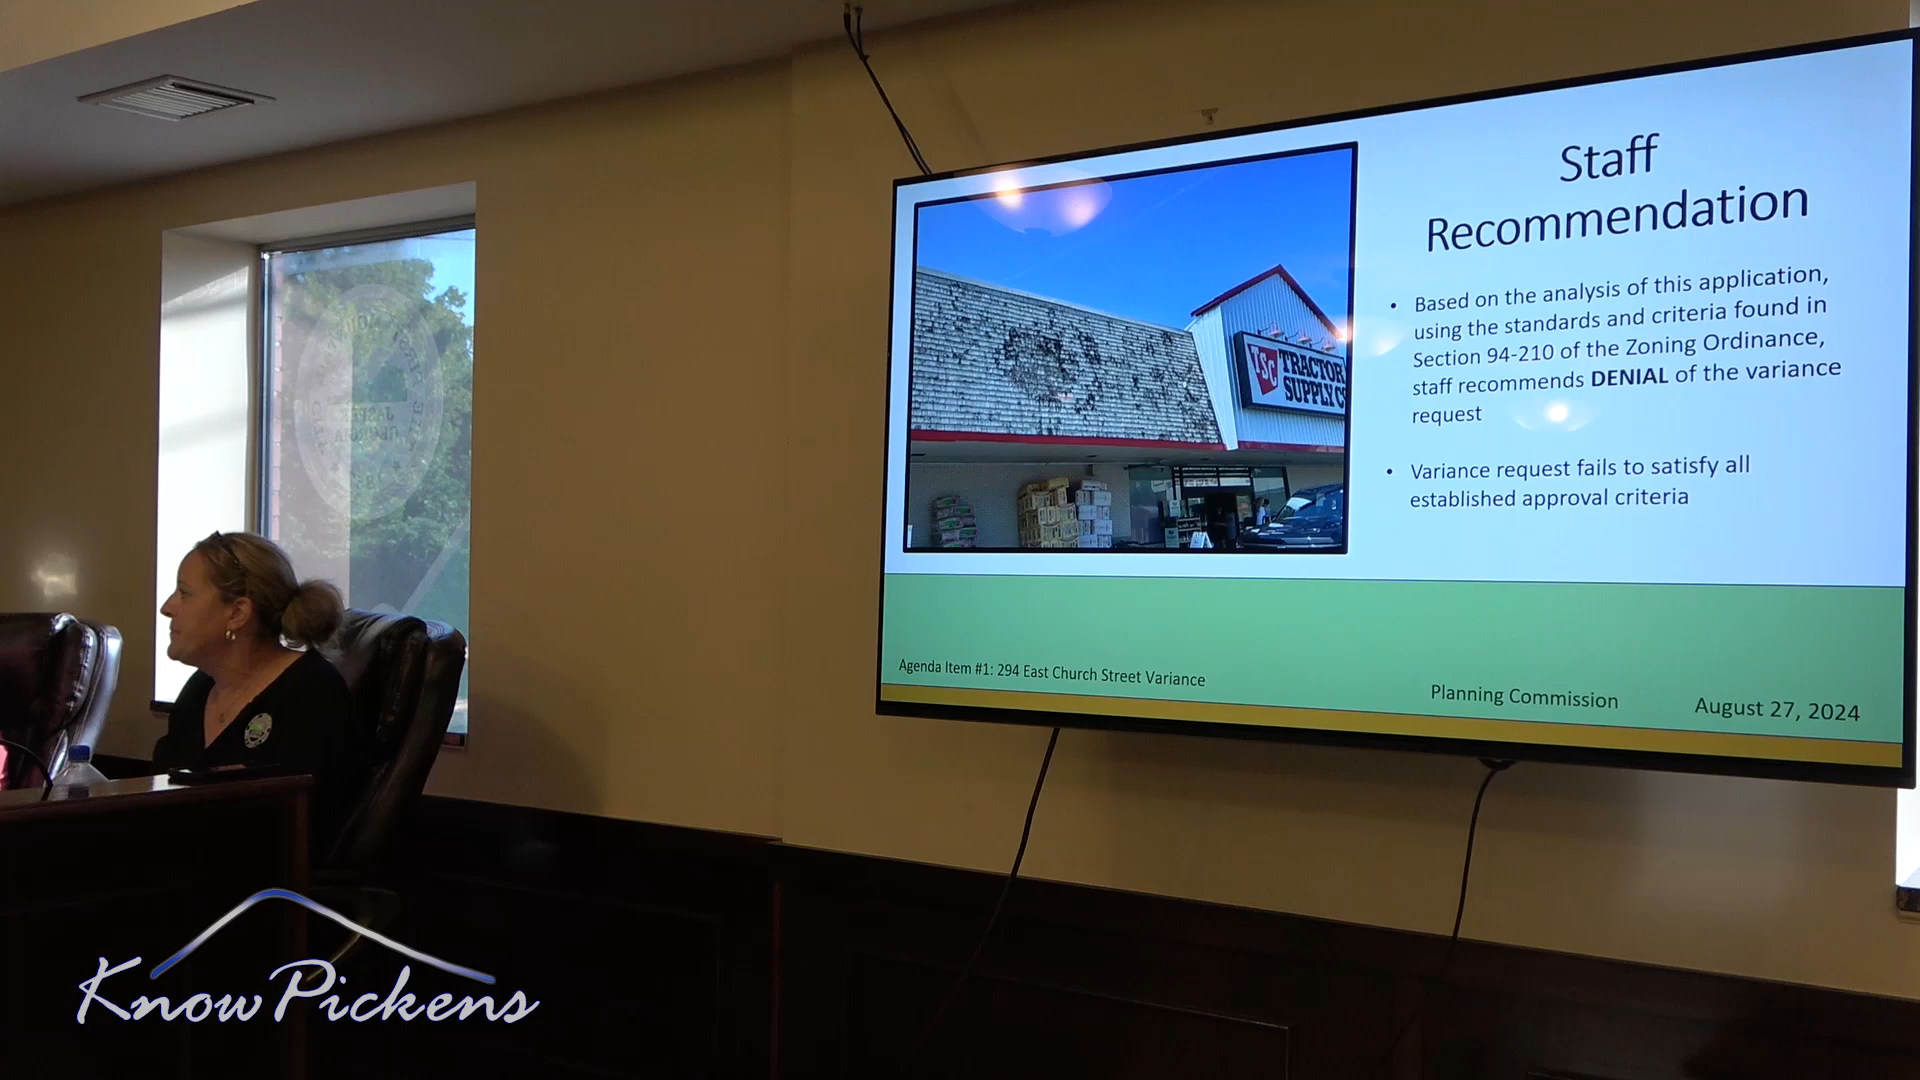 Staff
Recommendation
• Based on the analysis of this application,
using the standards and criteria found in
Section 94-210 of the Zoning Ordinance,
staff recommends DENIAL of the variance
request
• Variance request fails to satisfy all
established approval criteria
TSC TRACTOR
SUPPLY C
Agenda Item #1: 294 East Church Street Variance
Planning Commission
August 27, 2024
JASPER
GEORGIA
KnowPickens